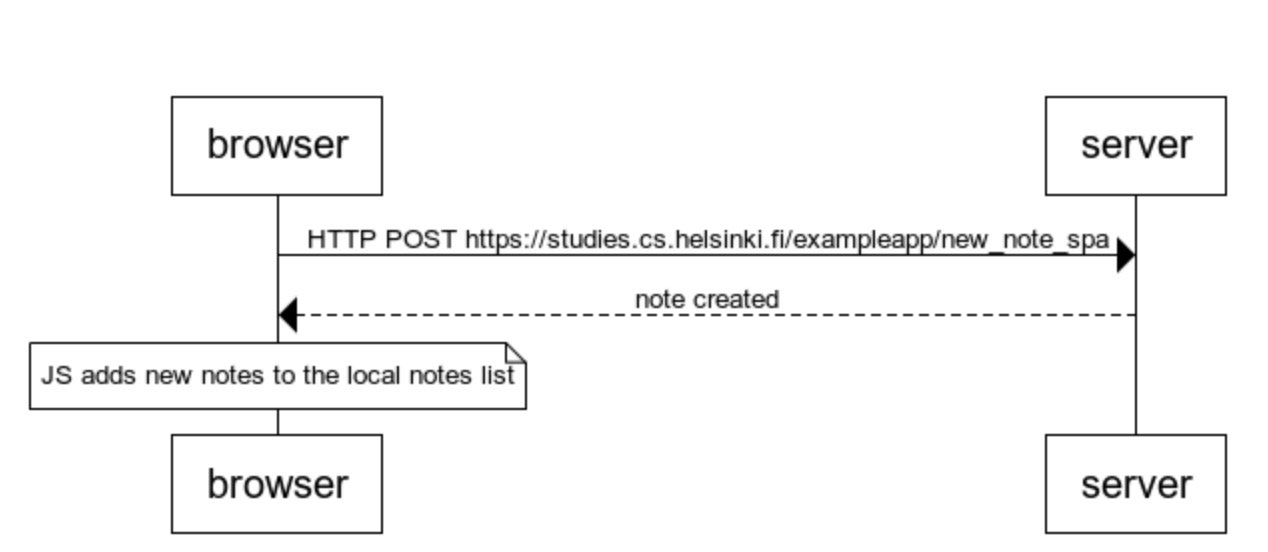 browser
server
HTTP POST https://studies.cs.helsinki.fi/exampleapp/new_note_spa
note created
JS adds new notes to the local notes list
browser
server